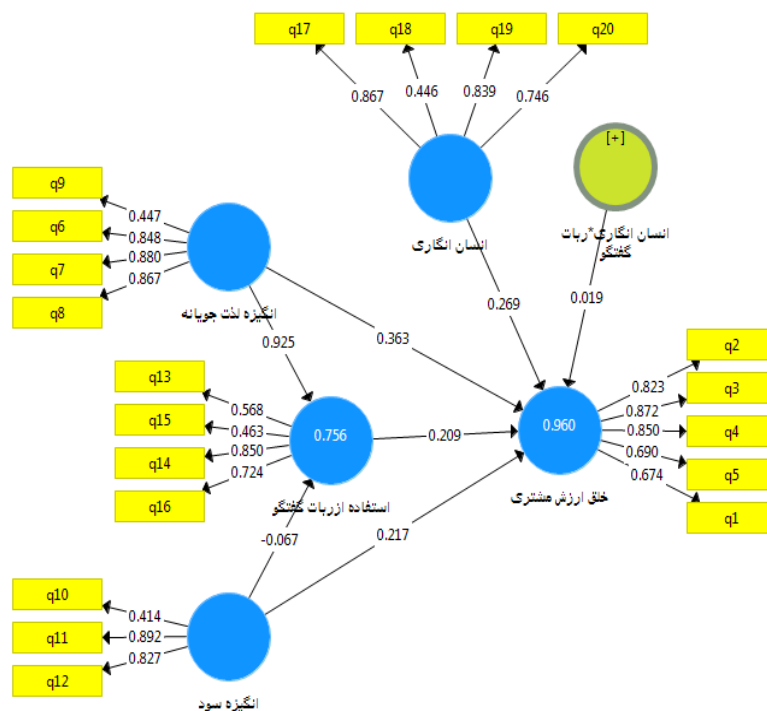 q17
q18
q19
q20
0.867
0.446
0.839
0.746
[+]
انسان انگاری
انسان انگاری*ربات
گفتگو
0.269
0.019
q9
q6
q7
q8
0.447
0.848
0.880
0.867
انگیزه لذت جویانه
0.925
0.363
q13
q15
q14
q16
0.568
0.463
0.850
0.724
0.756
استفاده ازربات گفتگو
0.209
0.960
خلق ارزش مشتری
q2
q3
q4
q5
q1
0.823
0.872
0.850
0.690
0.674
-0.067
0.217
q10
q11
q12
0.414
0.892
0.827
انگیزه سود